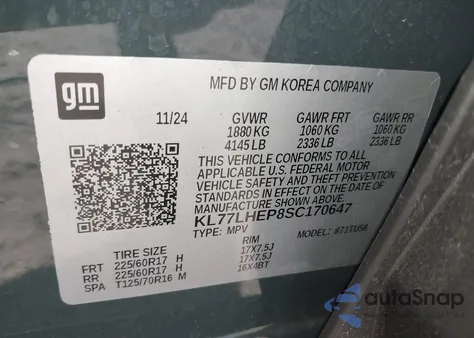 gm
MFD BY GM KOREA COMPANY
11/24 GVWR GAWR FRT GAWR RR
1880 KG 1060 KG 1060 KG
4145 LB 2336 LB 2336 LB
THIS VEHICLE CONFORMS TO ALL
APPLICABLE U.S. FEDERAL MOTOR
VEHICLE SAFETY AND THEFT PREVENTION
STANDARDS IN EFFECT ON THE DATE OF
MANUFACTURE SHOWN ABOVE.
KL77LHEP8SC170647
TYPE: MPV MODEL: 871TU56
TIRE SIZE RIM
FRT 225/60R17 H 17X7.5J
RR 225/60R17 H 17X7.5J
SPA T125/70R16 M 16X4BT
autoSnap